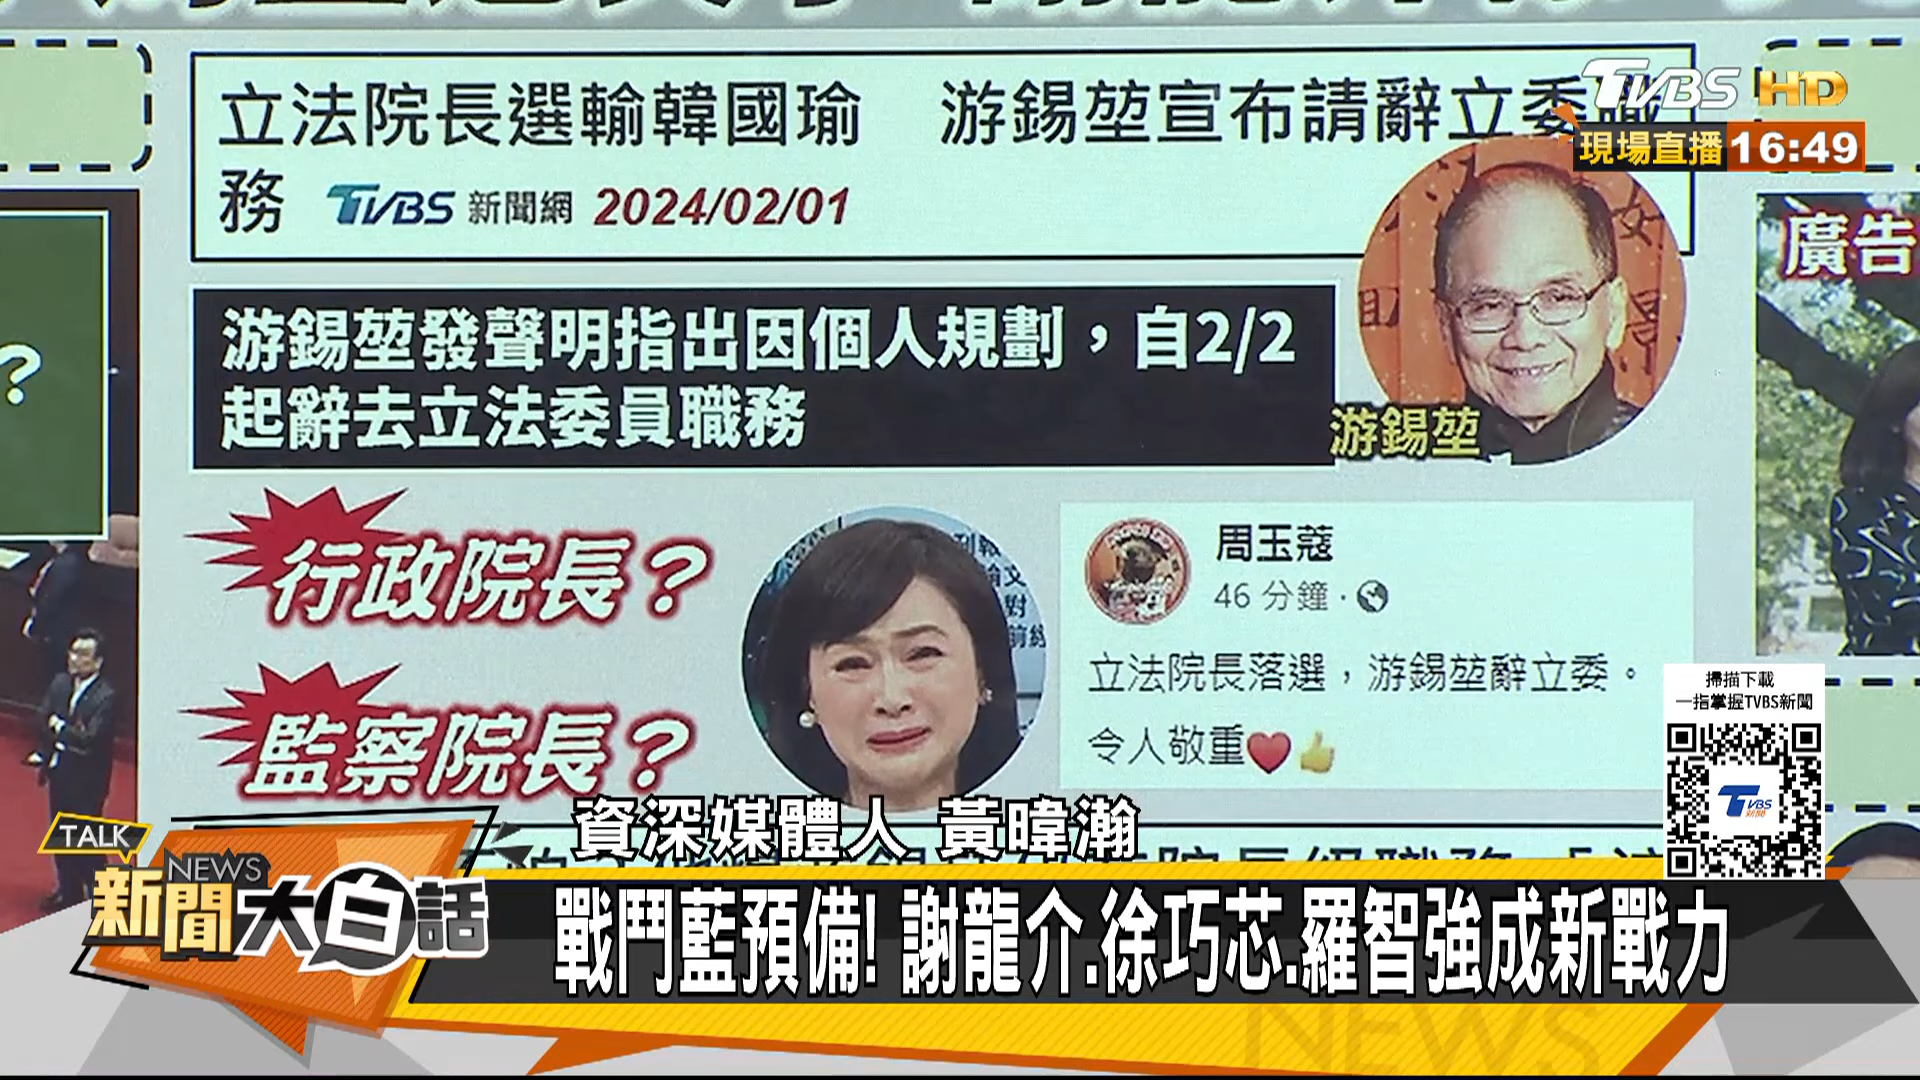 立法院長選輸韓國瑜 游錫堃宣布請辭立委職
務 TVBS 新聞網 2024/02/01
TVBS HD
現場直播 16:49
廣告
?
游錫堃發聲明指出因個人規劃，自2/2
起辭去立法委員職務
游錫堃
行政院長？
監察院長？
周玉蔻
46 分鐘
立法院長落選，游錫堃辭立委。
令人敬重❤️👍
掃描下載
一指掌握TVBS新聞
TVBS
新聞
資深媒體人 黃暐瀚
TALK
NEWS
新聞大白話
戰鬥藍預備! 謝龍介.徐巧芯.羅智強成新戰力
NEWS